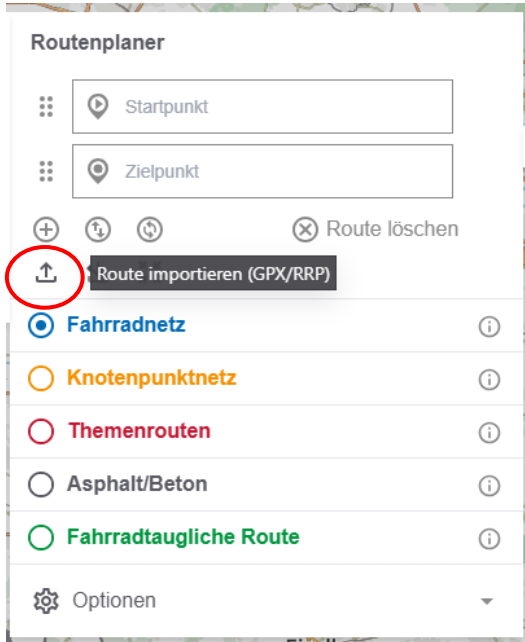 Routenplaner
Startpunkt
Zielpunkt
Route löschen
Route importieren (GPX/RRP)
Fahrradnetz
Knotenpunktnetz
Themenrouten
Asphalt/Beton
Fahrradtaugliche Route
Optionen